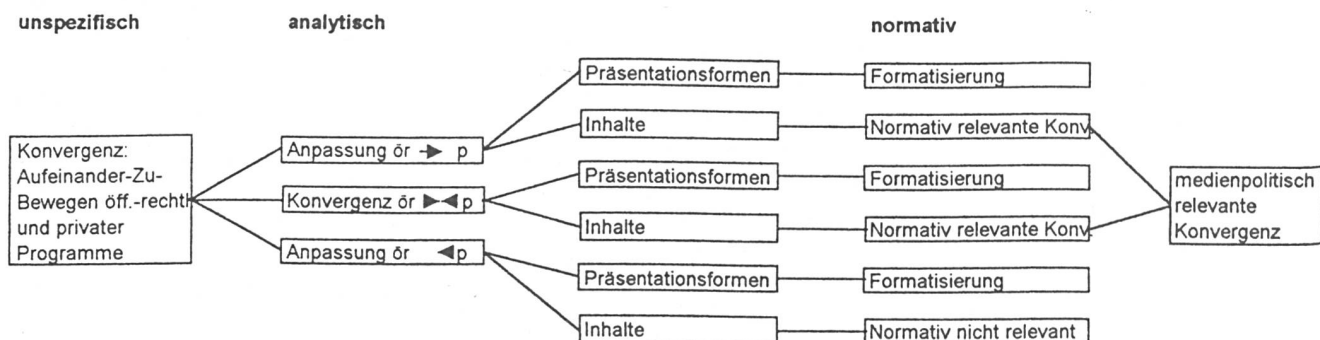 unspezifisch
analytisch
normativ
Präsentationsformen
Formatisierung
Inhalte
Normativ relevante Konv
Konvergenz:
Aufeinander-Zu-
Bewegen öff.-rechtl
und privater
Programme
Anpassung ör → p
Konvergenz ör ►◄ p
Anpassung ör ◄ p
Präsentationsformen
Formatisierung
Inhalte
Normativ relevante Konv
medienpolitisch
relevante
Konvergenz
Präsentationsformen
Formatisierung
Inhalte
Normativ nicht relevant